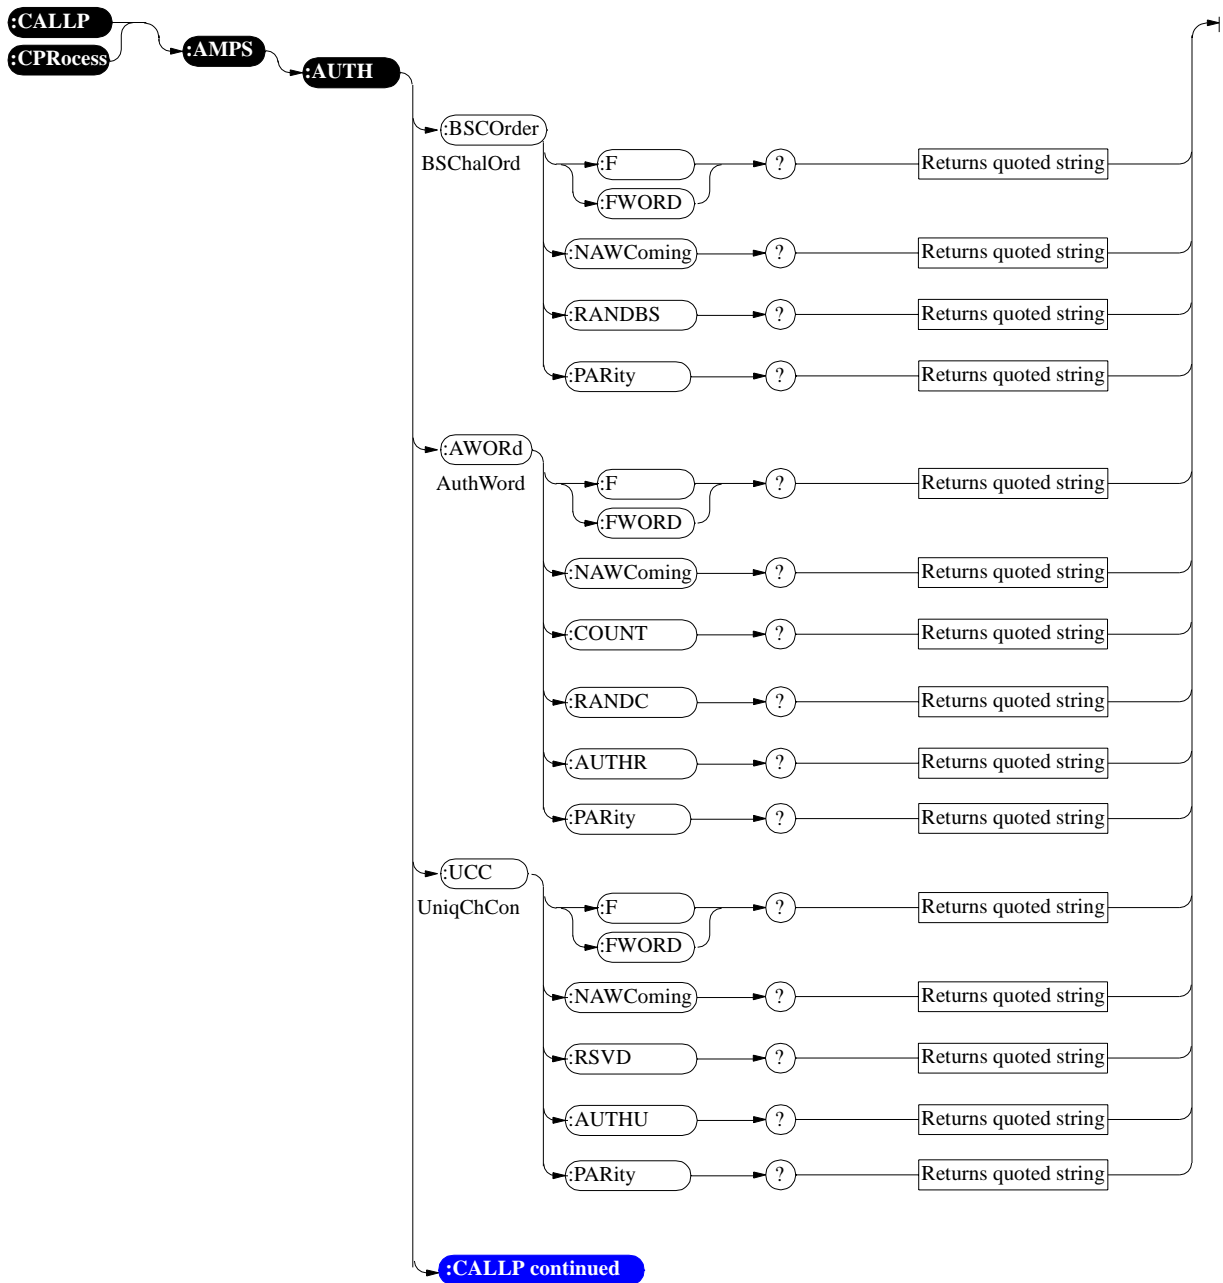 :CALLP
:CPRocess
:AMPS
:AUTH
:BSCOrder
BSChalOrd
:F ? Returns quoted string
:FWORD
:NAWComing ? Returns quoted string
:RANDBS ? Returns quoted string
:PARity ? Returns quoted string
:AWORd
AuthWord
:F ? Returns quoted string
:FWORD
:NAWComing ? Returns quoted string
:COUNT ? Returns quoted string
:RANDC ? Returns quoted string
:AUTHR ? Returns quoted string
:PARity ? Returns quoted string
:UCC
UniqChCon
:F ? Returns quoted string
:FWORD
:NAWComing ? Returns quoted string
:RSVD ? Returns quoted string
:AUTHU ? Returns quoted string
:PARity ? Returns quoted string
:CALLP continued